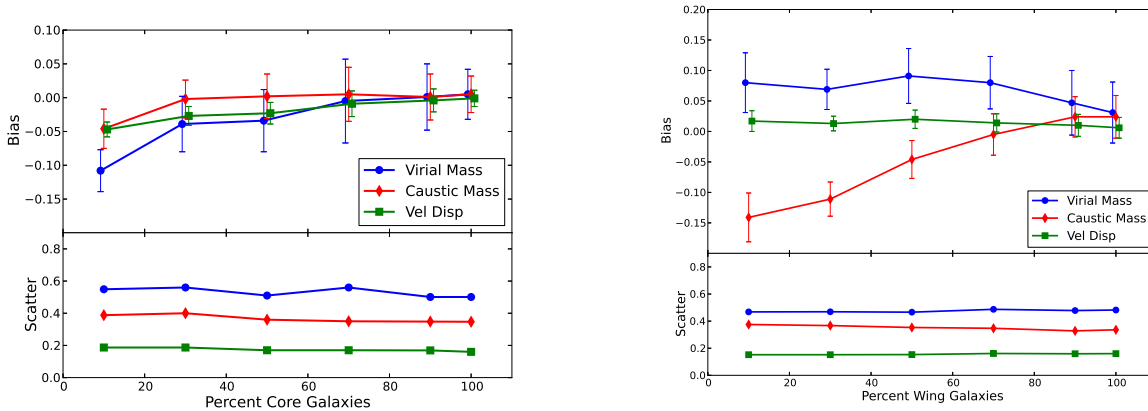 0.10
0.05
0.00
−0.05
−0.10
−0.15
Bias
Virial Mass
Caustic Mass
Vel Disp
0.8
0.6
0.4
0.2
0.0
Scatter
0 20 40 60 80 100
Percent Core Galaxies
0.20
0.15
0.10
0.05
0.00
−0.05
−0.10
−0.15
Bias
Virial Mass
Caustic Mass
Vel Disp
0.8
0.6
0.4
0.2
0.0
Scatter
0 20 40 60 80 100
Percent Wing Galaxies